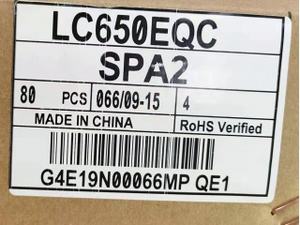 LC650EQC
SPA2
80 PCS 066/09-15 4
MADE IN CHINA RoHS Verified
G4E19N00066MP QE1